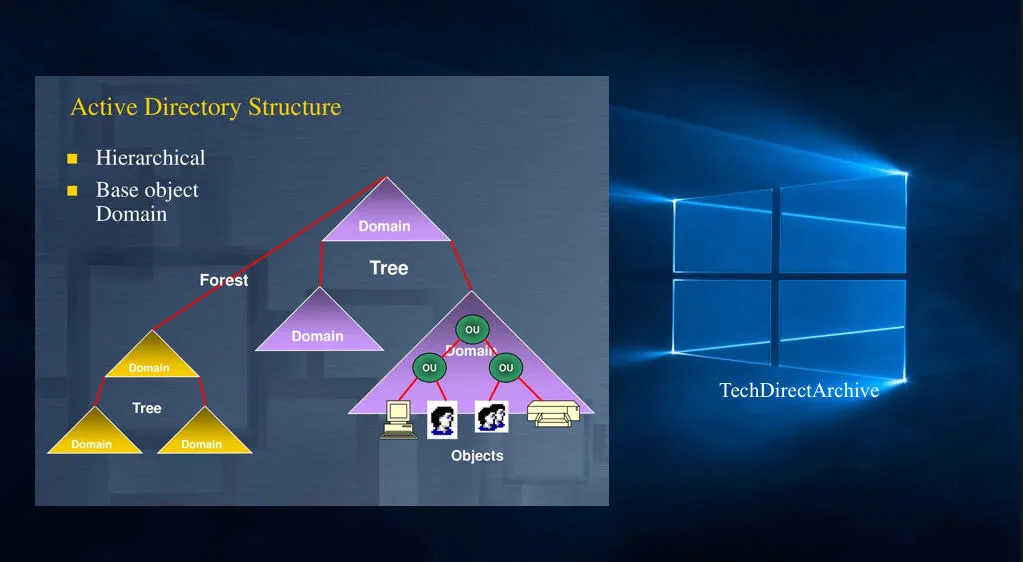 Active Directory Structure
Hierarchical
Base object
Domain
Domain
Forest
Tree
Domain
OU
Domain
OU
OU
Domain
Tree
Domain
Domain
Objects
TechDirectArchive